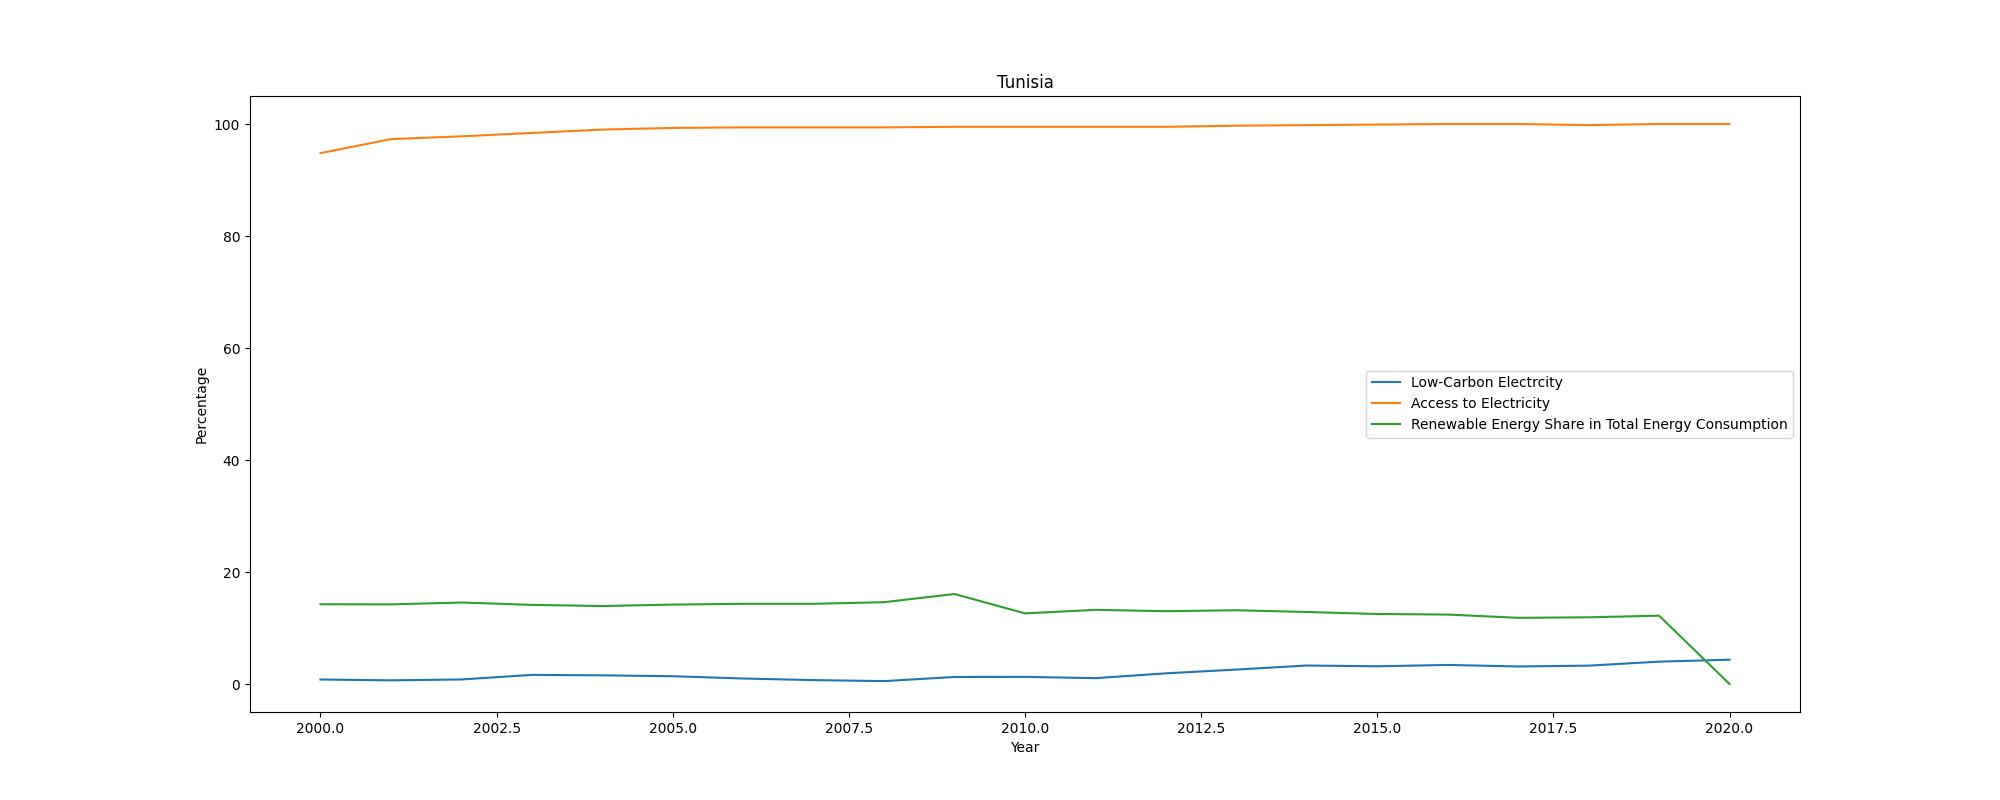 Tunisia
100
80
60
40
20
0
Percentage
Low-Carbon Electrcity
Access to Electricity
Renewable Energy Share in Total Energy Consumption
2000.0 2002.5 2005.0 2007.5 2010.0 2012.5 2015.0 2017.5 2020.0
Year